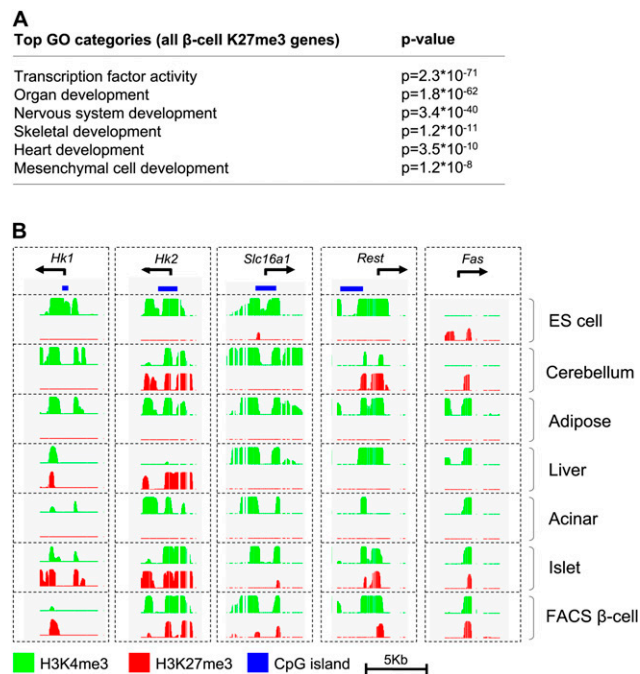 A
Top GO categories (all β-cell K27me3 genes) p-value
Transcription factor activity p=2.3*10-71
Organ development p=1.8*10-62
Nervous system development p=3.4*10-40
Skeletal development p=1.2*10-11
Heart development p=3.5*10-10
Mesenchymal cell development p=1.2*10-8
B
Hk1 Hk2 Slc16a1 Rest Fas
ES cell
Cerebellum
Adipose
Liver
Acinar
Islet
FACS β-cell
H3K4me3 H3K27me3 CpG island 5Kb